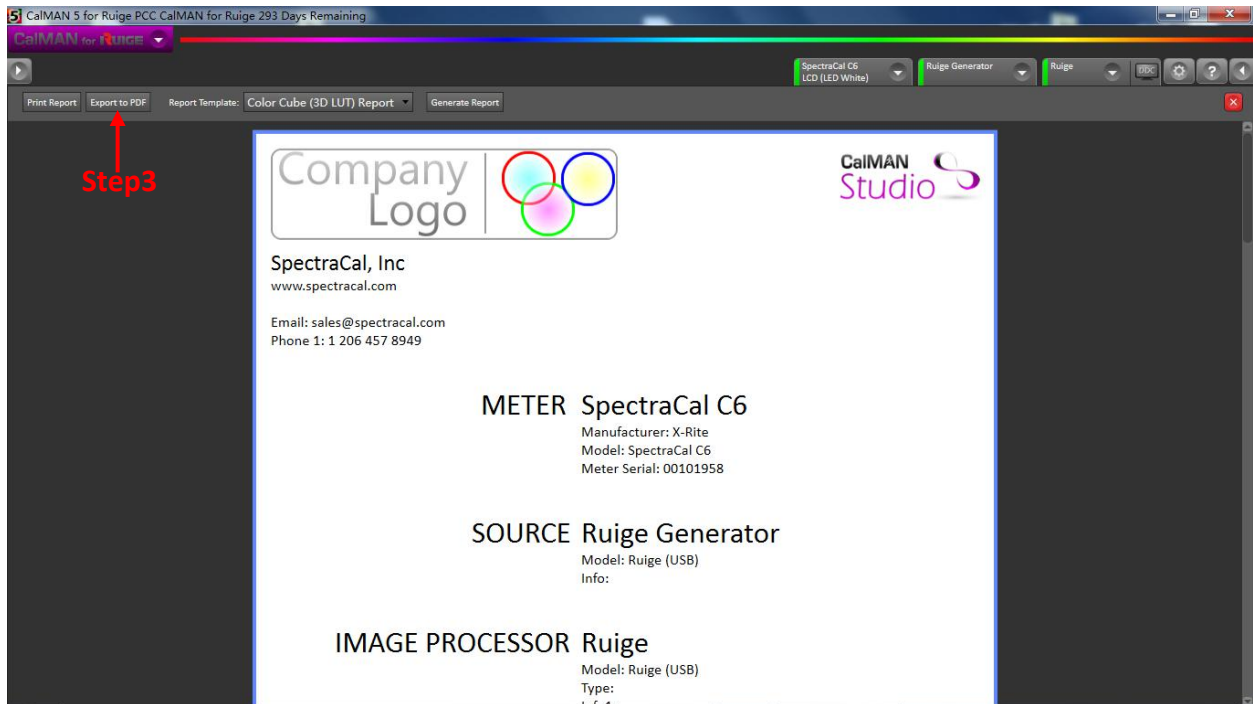 CalMAN 5 for Ruige PCC CalMAN for Ruige 293 Days Remaining
CalMAN for RUIGE
SpectraCal C6
LCD (LED White)
Ruige Generator
Ruige
DDC
?
Print Report
Export to PDF
Report Template:
Color Cube (3D LUT) Report
Generate Report
Step3
Company
Logo
CalMAN
Studio
SpectraCal, Inc
www.spectracal.com
Email: sales@spectracal.com
Phone 1: 1 206 457 8949
METER SpectraCal C6
Manufacturer: X-Rite
Model: SpectraCal C6
Meter Serial: 00101958
SOURCE Ruige Generator
Model: Ruige (USB)
Info:
IMAGE PROCESSOR Ruige
Model: Ruige (USB)
Type: